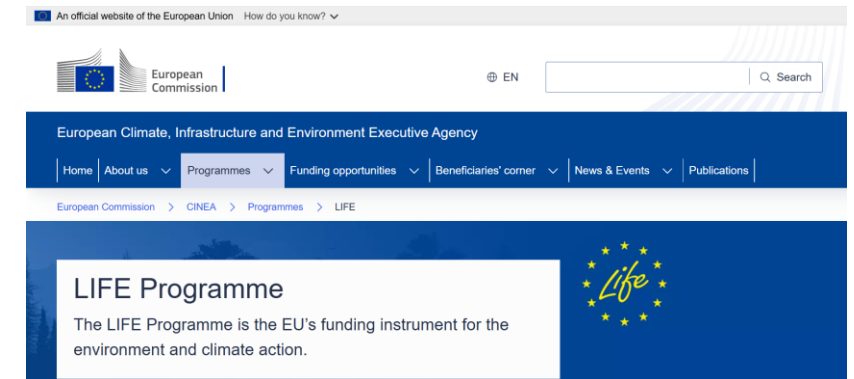 An official website of the European Union How do you know?
European
Commission
EN
Search
European Climate, Infrastructure and Environment Executive Agency
Home About us Programmes Funding opportunities Beneficiaries' corner News & Events Publications
European Commission > CINEA > Programmes > LIFE
LIFE Programme
Life
The LIFE Programme is the EU's funding instrument for the
environment and climate action.